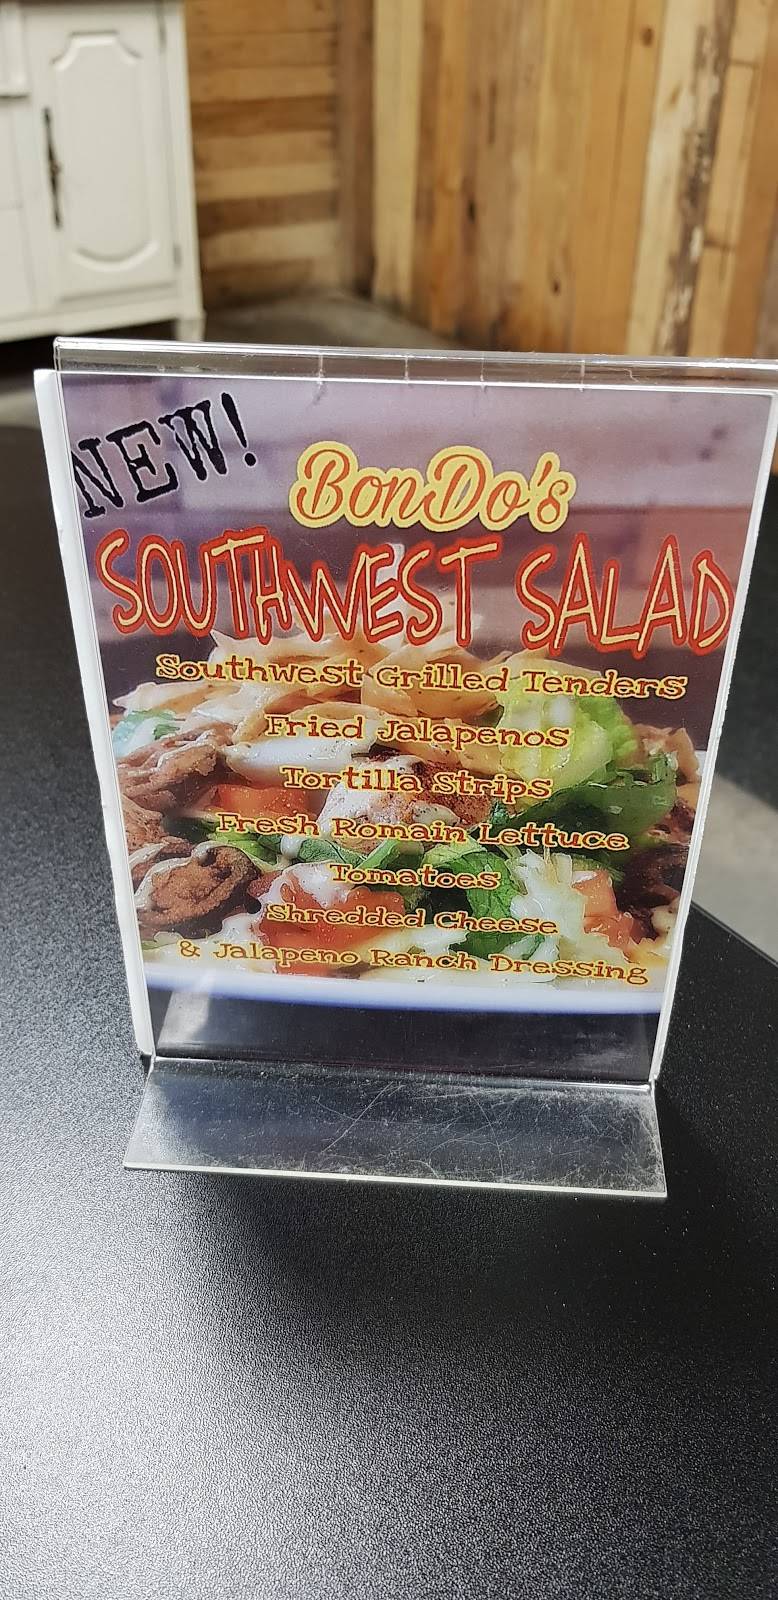 NEW!
BonDo's
SOUTHWEST SALAD
Southwest Grilled Tenders
Fried Jalapenos
Tortilla Strips
Fresh Romain Lettuce
Tomatoes
Shredded Cheese
& Jalapeno Ranch Dressing